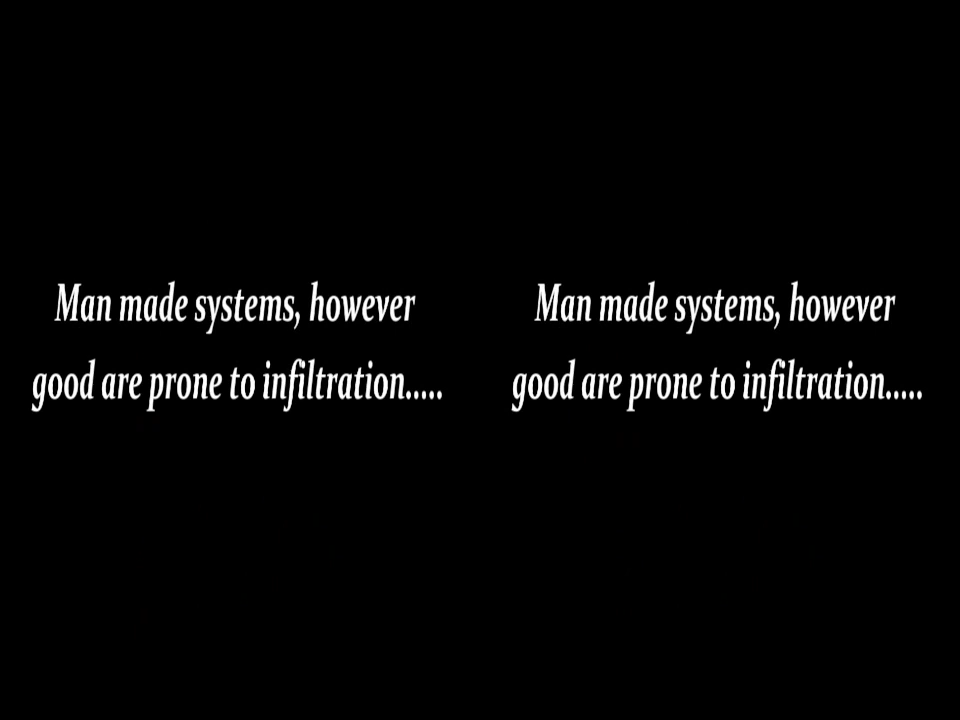 Man made systems, however
good are prone to infiltration.....
Man made systems, however
good are prone to infiltration.....